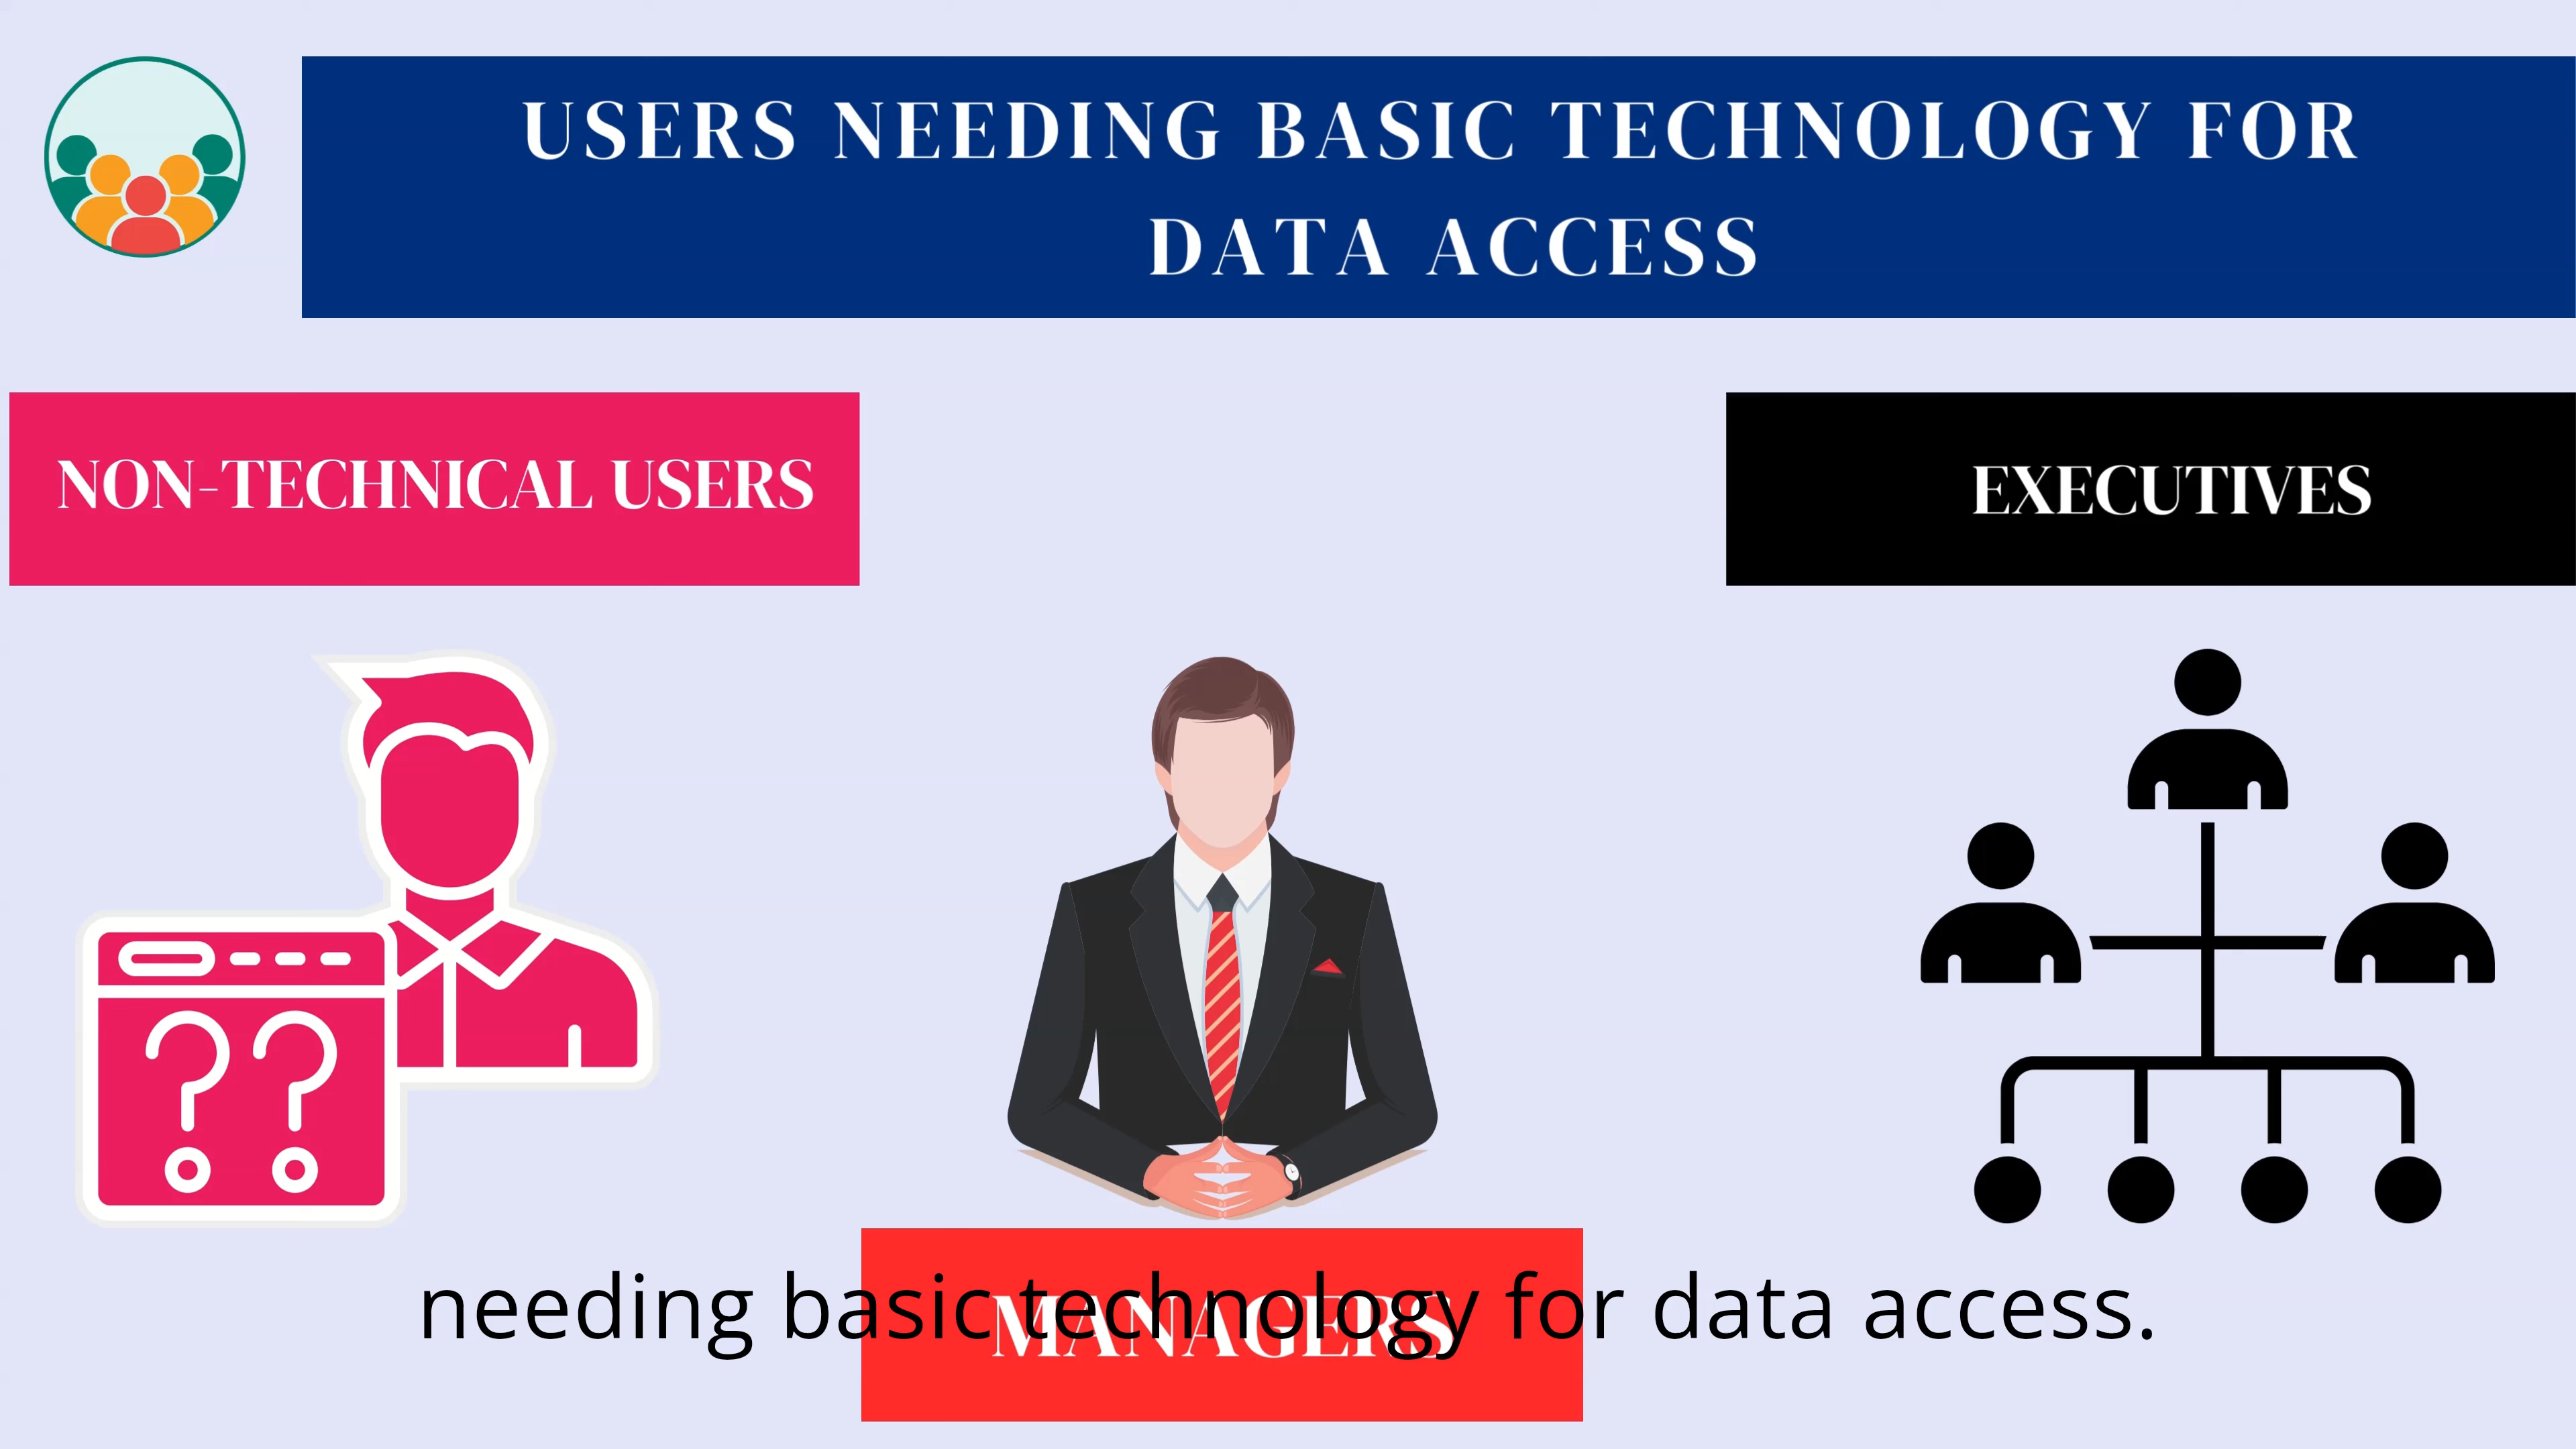 USERS NEEDING BASIC TECHNOLOGY FOR
DATA ACCESS
NON-TECHNICAL USERS
EXECUTIVES
??
MANAGERS
needing basic technology for data access.